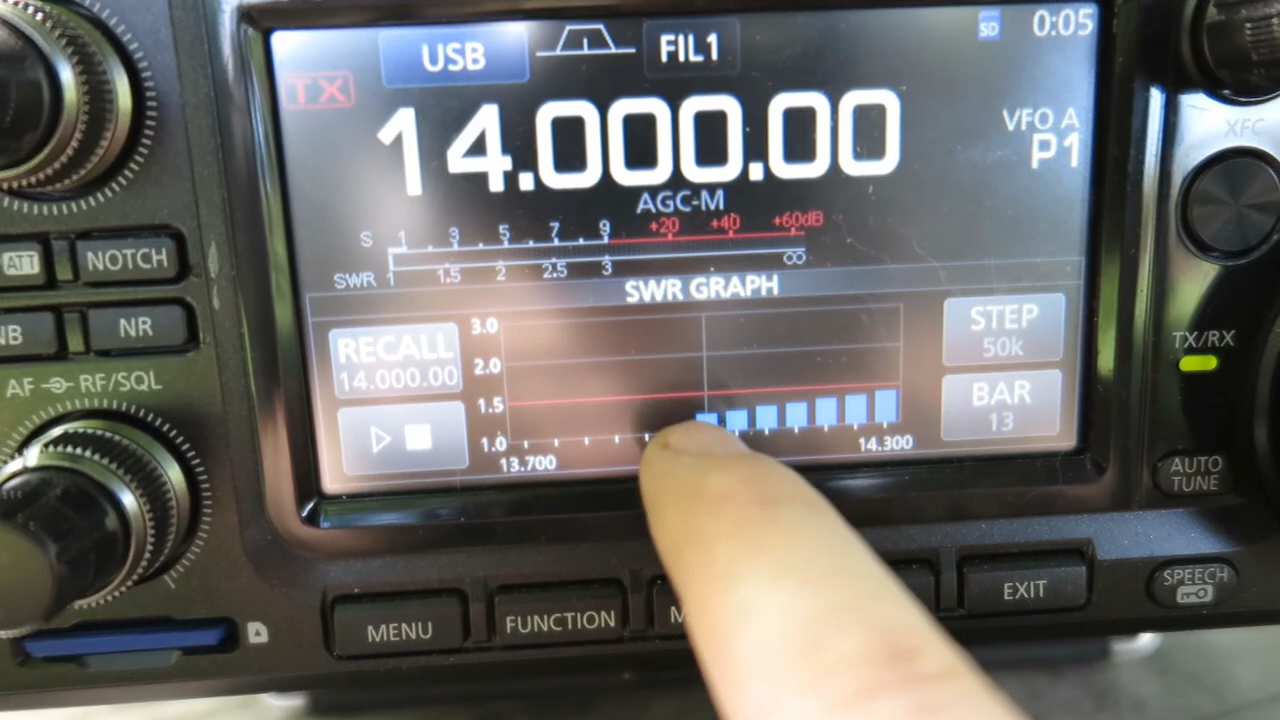 USB FIL1 SD 0:05
TX
14.000.00
VFO A
P1
XFC
AGC-M
S 1 3 5 7 9 +20 +40 +60dB
SWR 1 1.5 2 2.5 3 ∞
SWR GRAPH
ATT NOTCH
NB NR
AF RF/SQL
RECALL
14.000.00
3.0
2.0
1.5
1.0
13.700 14.300
STEP
50k
BAR
13
TX/RX
AUTO
TUNE
MENU FUNCTION EXIT
SPEECH